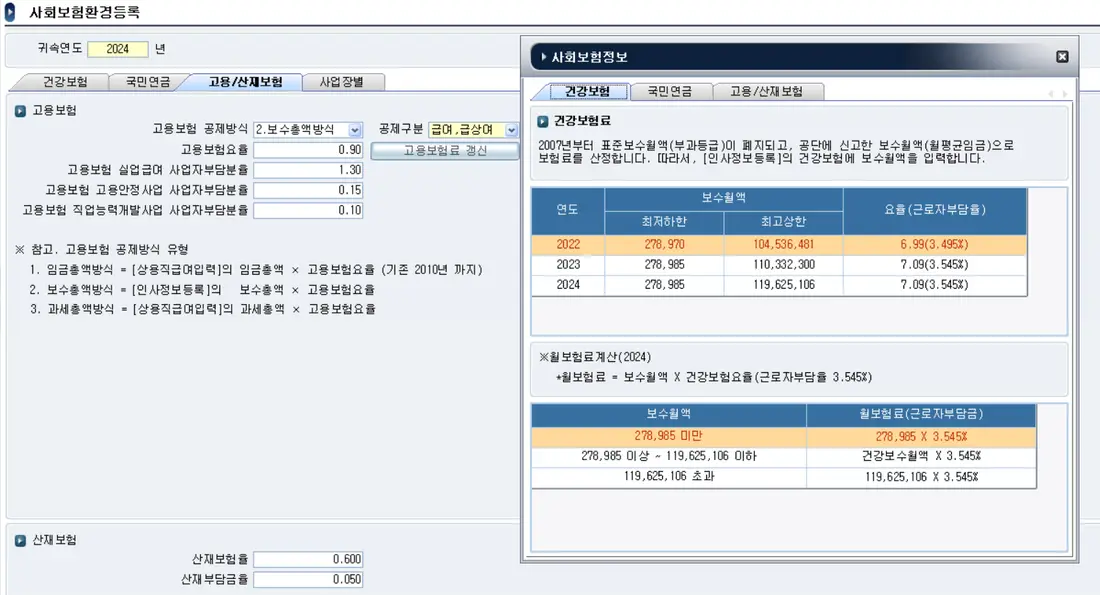 사회보험환경등록
귀속연도 2024 년
건강보험 국민연금 고용/산재보험 사업장별
고용보험
고용보험 공제방식 2.보수총액방식 공제구분 급여,급상여
고용보험요율 0.90 고용보험료 갱신
고용보험 실업급여 사업자부담분율 1.30
고용보험 고용안정사업 사업자부담분율 0.15
고용보험 직업능력개발사업 사업자부담분율 0.10
※ 참고. 고용보험 공제방식 유형
1. 임금총액방식 = [상용직급여입력]의 임금총액 × 고용보험요율 (기존 2010년 까지)
2. 보수총액방식 = [인사정보등록]의 보수총액 × 고용보험요율
3. 과세총액방식 = [상용직급여입력]의 과세총액 × 고용보험요율
산재보험
산재보험율 0.600
산재부담금율 0.050
사회보험정보
건강보험 국민연금 고용/산재보험
건강보험료
2007년부터 표준보수월액(부과등급)이 폐지되고, 공단에 신고한 보수월액(월평균임금)으로
보험료를 산정합니다. 따라서, [인사정보등록]의 건강보험에 보수월액을 입력합니다.
연도 보수월액 요율(근로자부담율)
최저하한 최고상한
2022 278,970 104,536,481 6.99(3.495%)
2023 278,985 110,332,300 7.09(3.545%)
2024 278,985 119,625,106 7.09(3.545%)
※월보험료계산(2024)
*월보험료 = 보수월액 X 건강보험요율(근로자부담율 3.545%)
보수월액 월보험료(근로자부담금)
278,985 미만 278,985 X 3.545%
278,985 이상 ~ 119,625,106 이하 건강보수월액 X 3.545%
119,625,106 초과 119,625,106 X 3.545%